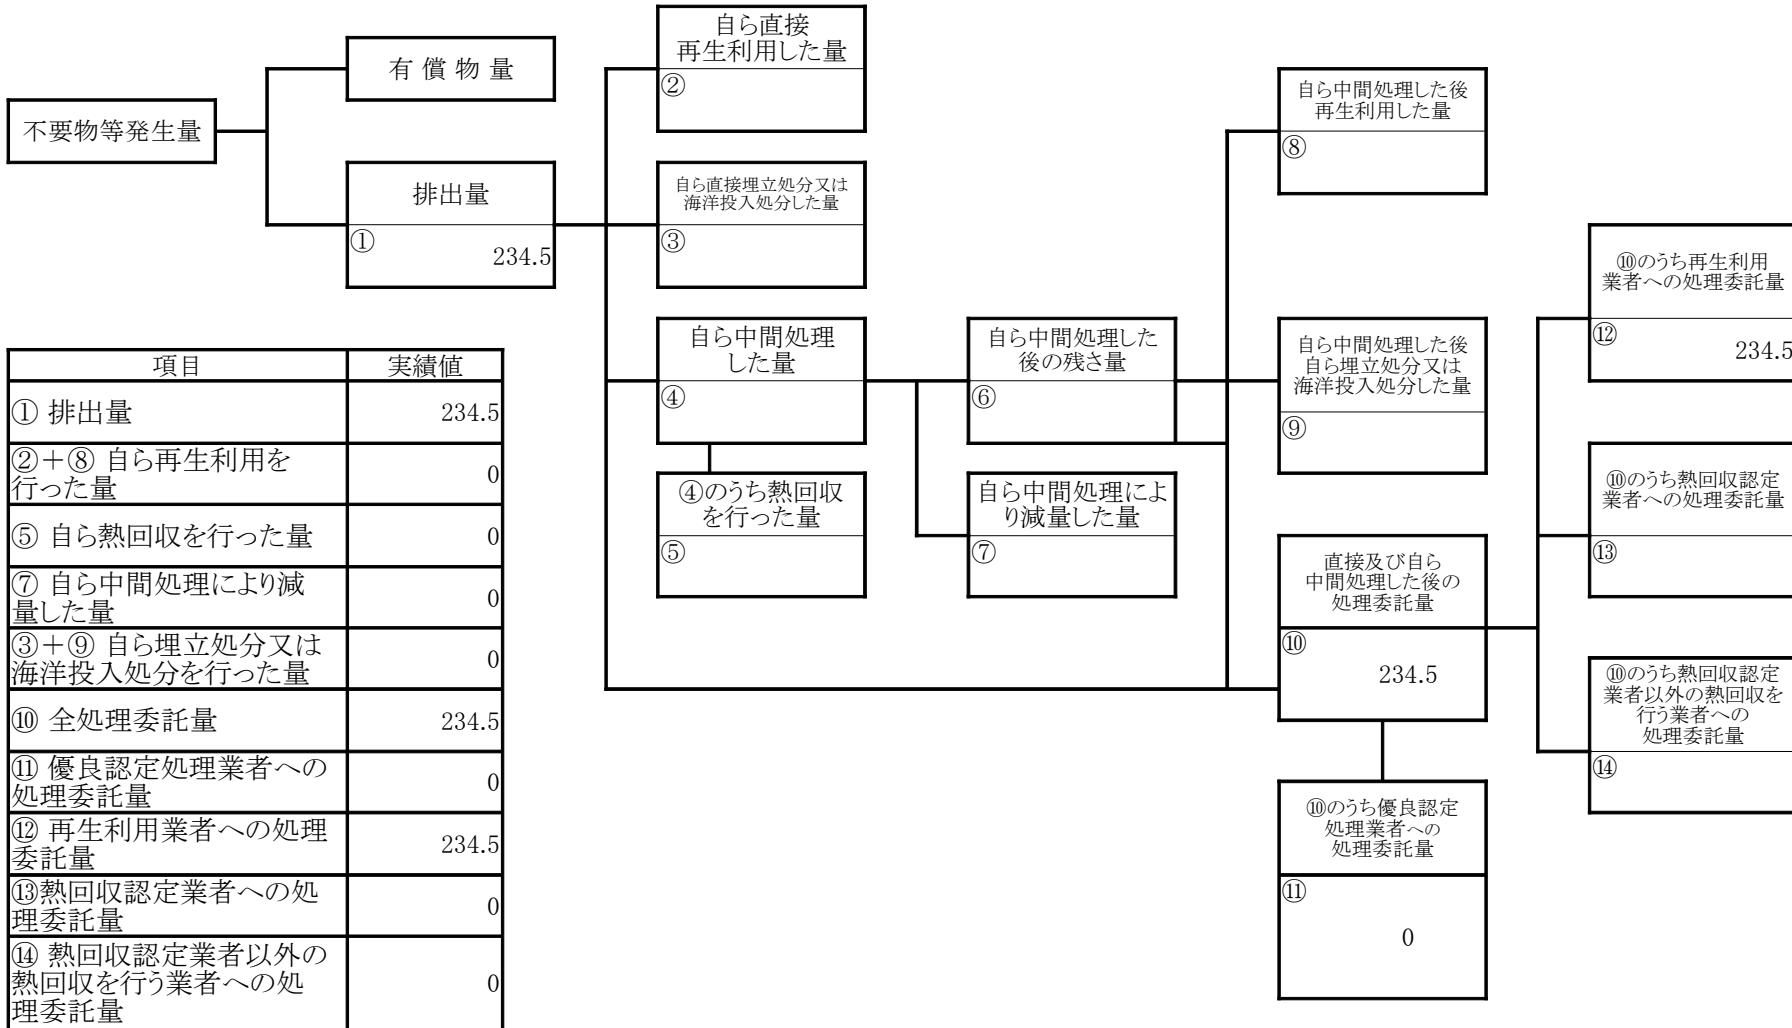 不要物等発生量
有 償 物 量
排出量
①
234.5
自ら直接
再生利用した量
②
自ら直接埋立処分又は
海洋投入処分した量
③
自ら中間処理
した量
④
④のうち熱回収
を行った量
⑤
自ら中間処理した
後の残さ量
⑥
自ら中間処理によ
り減量した量
⑦
自ら中間処理した後
再生利用した量
⑧
自ら中間処理した後
自ら埋立処分又は
海洋投入処分した量
⑨
直接及び自ら
中間処理した後の
処理委託量
⑩
234.5
⑩のうち優良認定
処理業者への
処理委託量
⑪
0
⑩のうち再生利用
業者への処理委託量
⑫
234.5
⑩のうち熱回収認定
業者への処理委託量
⑬
⑩のうち熱回収認定
業者以外の熱回収を
行う業者への
処理委託量
⑭
項目 実績値
① 排出量 234.5
②＋⑧ 自ら再生利用を
行った量 0
⑤ 自ら熱回収を行った量 0
⑦ 自ら中間処理により減
量した量 0
③＋⑨ 自ら埋立処分又は
海洋投入処分を行った量 0
⑩ 全処理委託量 234.5
⑪ 優良認定処理業者への
処理委託量 0
⑫ 再生利用業者への処理
委託量 234.5
⑬熱回収認定業者への処
理委託量 0
⑭ 熱回収認定業者以外の
熱回収を行う業者への処
理委託量 0